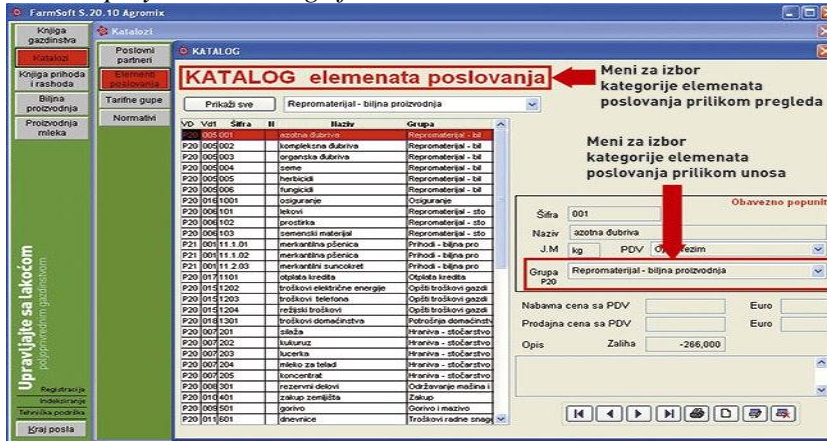 FarmSoft S.20.10 Agromix
Knjiga gazdinstva
Katalozi
Knjiga prihoda i rashoda
Biljna proizvodnja
Proizvodnja mleka
Upravljajte sa lakoćom
poljoprivrednim gazdinstvom
Registracija
Indeksiranje
Tehnička podrška
Kraj posla
Katalozi
Poslovni partneri
Elementi poslovanja
Tarifne gupe
Normativi
KATALOG
KATALOG elemenata poslovanja
Prikaži sve
Repromaterijal - biljna proizvodnja
VD Vd1 Šifra N Naziv Grupa
P20 005 001 azotna đubriva Repromaterijal - bil
P20 005 002 kompleksna đubriva Repromaterijal - bil
P20 005 003 organska đubriva Repromaterijal - bil
P20 005 004 seme Repromaterijal - bil
P20 005 005 herbicidi Repromaterijal - bil
P20 005 006 fungicidi Repromaterijal - bil
P20 016 1001 osiguranje Osiguranje
P20 006 101 lekovi Repromaterijal - sto
P20 006 102 prostirka Repromaterijal - sto
P20 006 103 semenski materijal Repromaterijal - sto
P21 001 11.1.01 merkantilna pšenica Prihodi - biljna pro
P21 001 11.1.02 merkantilni pšenica Prihodi - biljna pro
P21 001 11.2.03 merkantilni suncokret Prihodi - biljna pro
P20 017 1101 otplata kredita Otplata kredita
P20 015 1202 troškovi električne energije Opšti troškovi gazdi
P20 015 1203 troškovi telefona Opšti troškovi gazdi
P20 015 1204 režijski troškovi Opšti troškovi gazdi
P20 018 1301 troškovi domaćinstva Potrošnja domaćinstv
P20 007 201 silaža Hraniva - stočarstvo
P20 007 202 kukuruz Hraniva - stočarstvo
P20 007 203 lucerka Hraniva - stočarstvo
P20 007 204 mleko za telad Hraniva - stočarstvo
P20 007 205 koncentrat Hraniva - stočarstvo
P20 008 301 rezervni delovi Održavanje mašina i
P20 010 401 zakup zemljišta Zakup
P20 009 501 gorivo Gorivo i mazivo
P20 011 601 dnevnice Troškovi radne snag
Meni za izbor
kategorije elemenata
poslovanja prilikom pregleda
Meni za izbor
kategorije elemenata
poslovanja prilikom unosa
Obavezno popunit
Šifra 001
Naziv azotna đubriva
J.M kg PDV
Grupa P20 Repromaterijal - biljna proizvodnja
Nabavna cena sa PDV Euro
Prodajna cena sa PDV Euro
Opis Zaliha -266,000